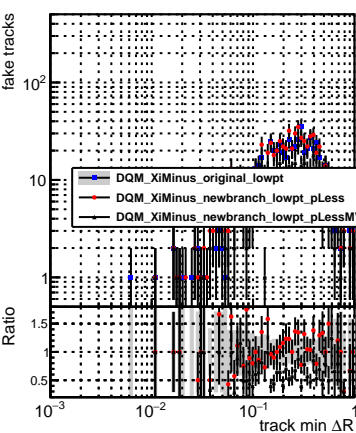 fake tracks
10²
10
1
DQM_XiMinus_original_lowpt
DQM_XiMinus_newbranch_lowpt_pLess
DQM_XiMinus_newbranch_lowpt_pLessM
Ratio
1.5
1
0.5
10⁻³ 10⁻² 10⁻¹ 1
track min ΔR